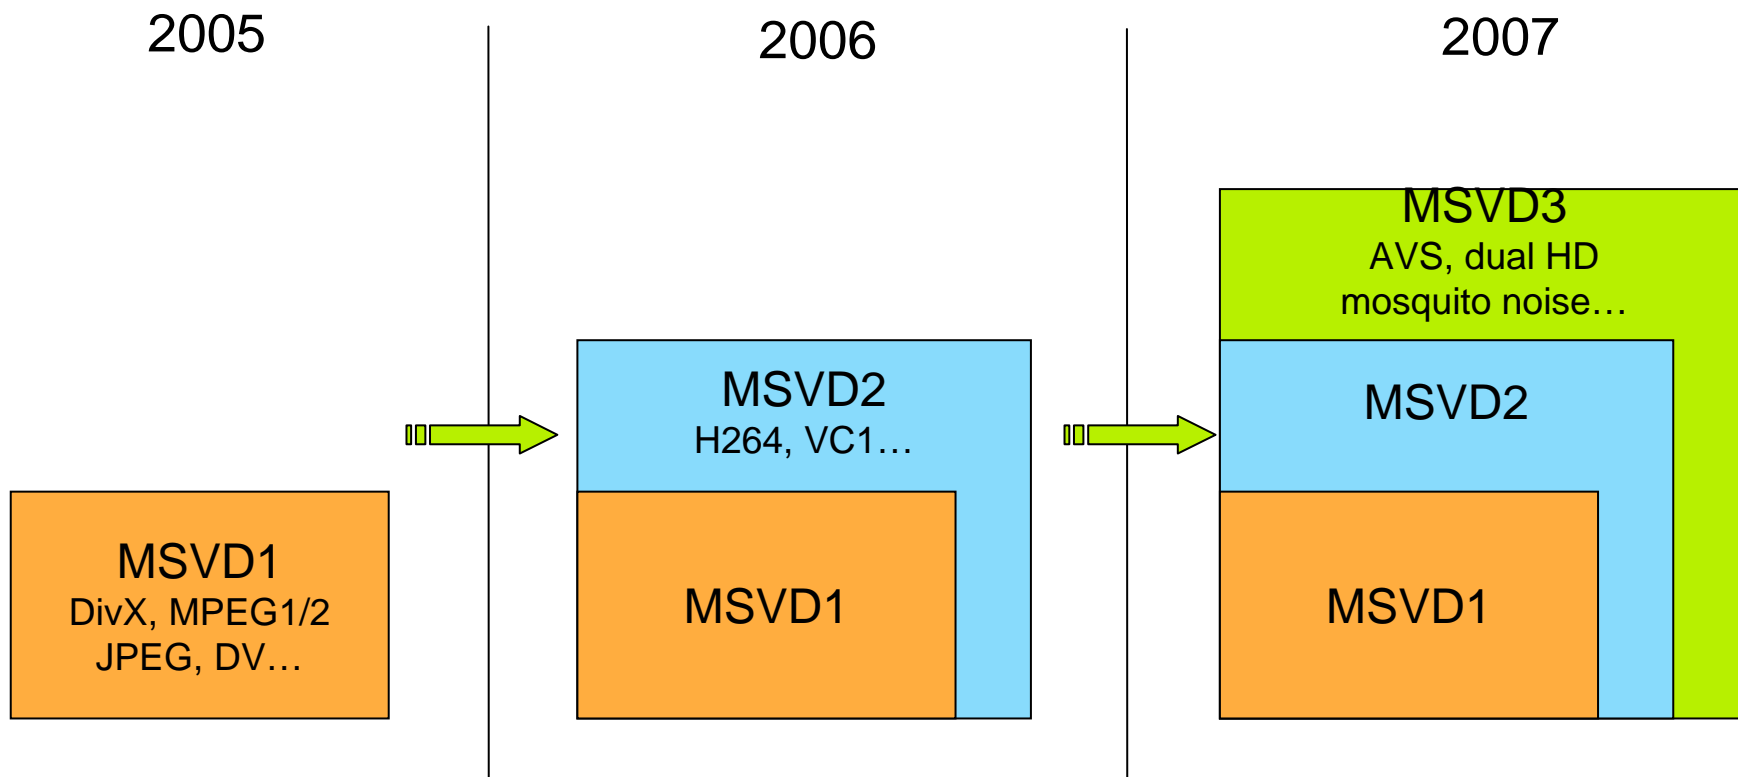 2005
2006
2007
MSVD1
DivX, MPEG1/2
JPEG, DV…
MSVD2
H264, VC1…
MSVD1
MSVD3
AVS, dual HD
mosquito noise…
MSVD2
MSVD1